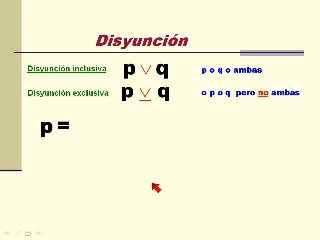 Disyunción
Disyunción inclusiva p ∨ q p o q o ambas
Disyunción exclusiva p ⊻ q o p o q pero no ambas
p =